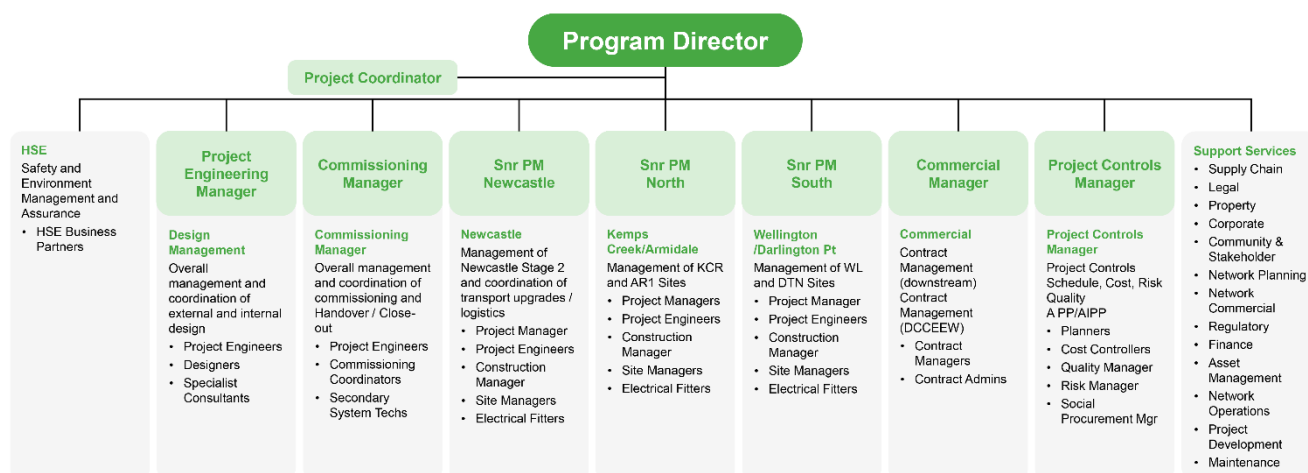 Program Director
Project Coordinator
HSE
Safety and
Environment
Management and
Assurance
• HSE Business
Partners
Project
Engineering
Manager
Design
Management
Overall
management
and
coordination of
external and internal
design
• Project Engineers
• Designers
• Specialist
Consultants
Commissioning
Manager
Commissioning
Manager
Overall management
and coordination of
commissioning and
Handover / Close-
out
• Project Engineers
• Commissioning
Coordinators
• Secondary
System Techs
Snr PM
Newcastle
Newcastle
Management of
Newcastle Stage 2
and coordination of
transport upgrades /
logistics
• Project Manager
• Project Engineers
• Construction
Manager
• Site Managers
• Electrical Fitters
Snr PM
North
Kemps
Creek/Armidale
Management of KCR
and AR1 Sites
• Project Managers
• Project Engineers
• Construction
Manager
• Site Managers
• Electrical Fitters
Snr PM
South
Wellington
/Darlington Pt
Management of WL
and DTN Sites
• Project Manager
• Project Engineers
• Construction
Manager
• Site Managers
• Electrical Fitters
Commercial
Manager
Commercial
Contract
Management
(downstream)
Contract
Management
(DCCEEW)
• Contract
Managers
• Contract Admins
Project Controls
Manager
Project Controls
Manager
Project Controls
Schedule, Cost, Risk
Quality
A PP/AIPP
• Planners
• Cost Controllers
• Quality Manager
• Risk Manager
• Social
Procurement Mgr
Support Services
• Supply Chain
• Legal
• Property
• Corporate
• Community &
Stakeholder
• Network Planning
• Network
Commercial
• Regulatory
• Finance
• Asset
Management
• Network
Operations
• Project
Development
• Maintenance